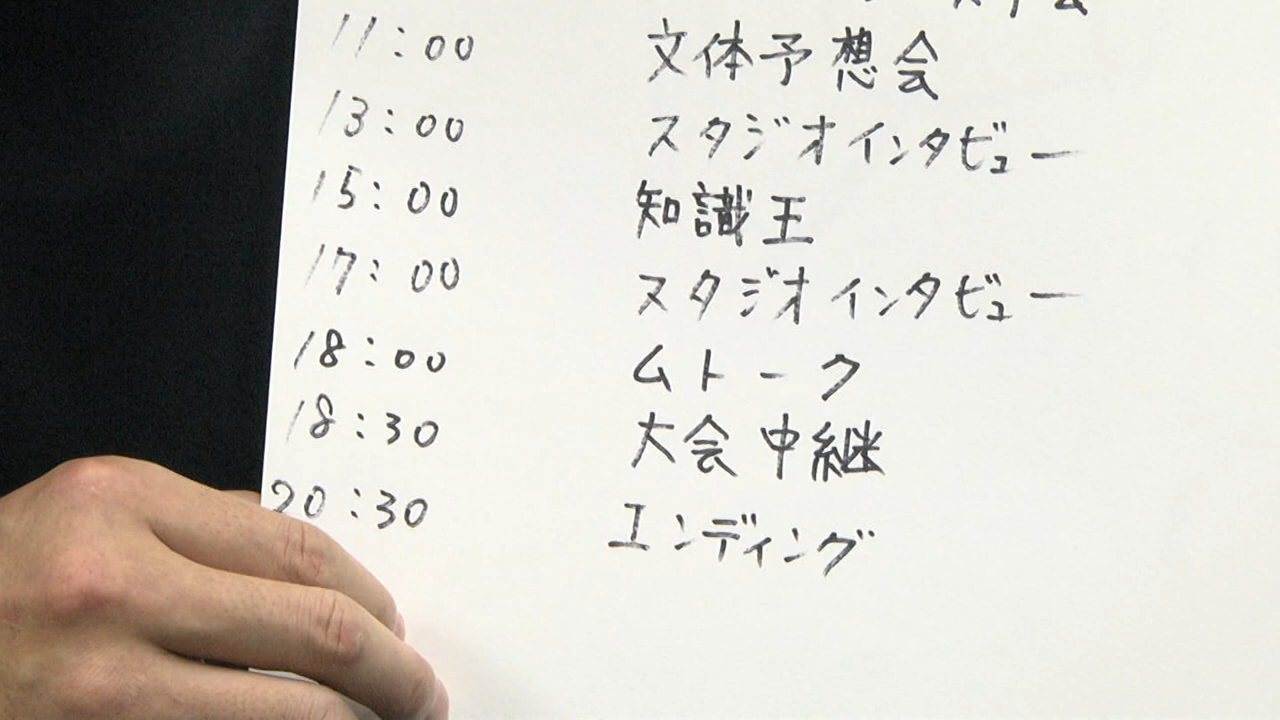 11:00 文体予想会
13:00 スタジオインタビュー
15:00 知識王
17:00 スタジオインタビュー
18:00 ムトーク
18:30 大会中継
20:30 エンディング